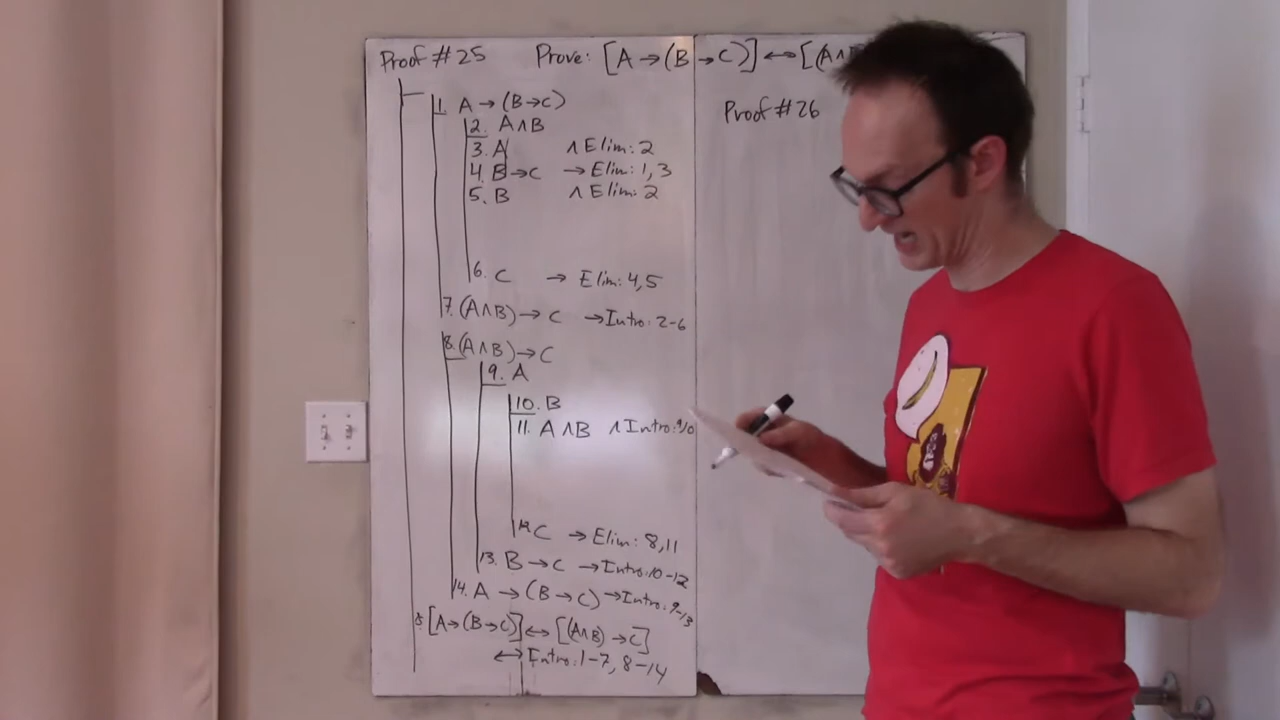 Proof #25
Prove: [A→(B→C)]↔[(A∧B
1. A→(B→C)
2. A∧B
3. A ∧ Elim: 2
4. B→C → Elim: 1, 3
5. B ∧ Elim: 2
6. C → Elim: 4,5
7. (A∧B)→C →Intro: 2-6
8. (A∧B)→C
9. A
10. B
11. A∧B ∧ Intro: 9,10
12. C → Elim: 8,11
13. B→C →Intro: 10-12
14. A→(B→C) →Intro: 9-13
[A→(B→C)]↔[(A∧B)→C]
↔ Intro: 1-7, 8-14
Proof #26